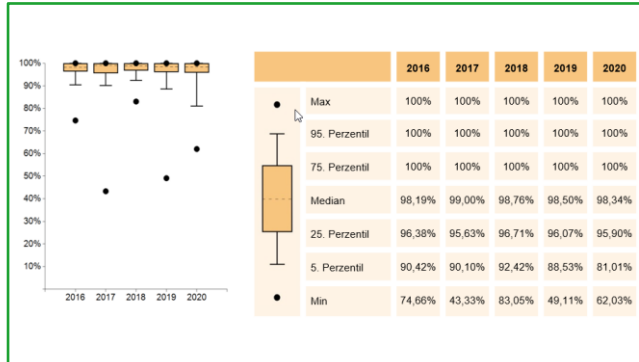 100%
90%
80%
70%
60%
50%
40%
30%
20%
10%
2016 2017 2018 2019 2020
2016 2017 2018 2019 2020
Max 100% 100% 100% 100% 100%
95. Perzentil 100% 100% 100% 100% 100%
75. Perzentil 100% 100% 100% 100% 100%
Median 98,19% 99,00% 98,76% 98,50% 98,34%
25. Perzentil 96,38% 95,63% 96,71% 96,07% 95,90%
5. Perzentil 90,42% 90,10% 92,42% 88,53% 81,01%
Min 74,66% 43,33% 83,05% 49,11% 62,03%